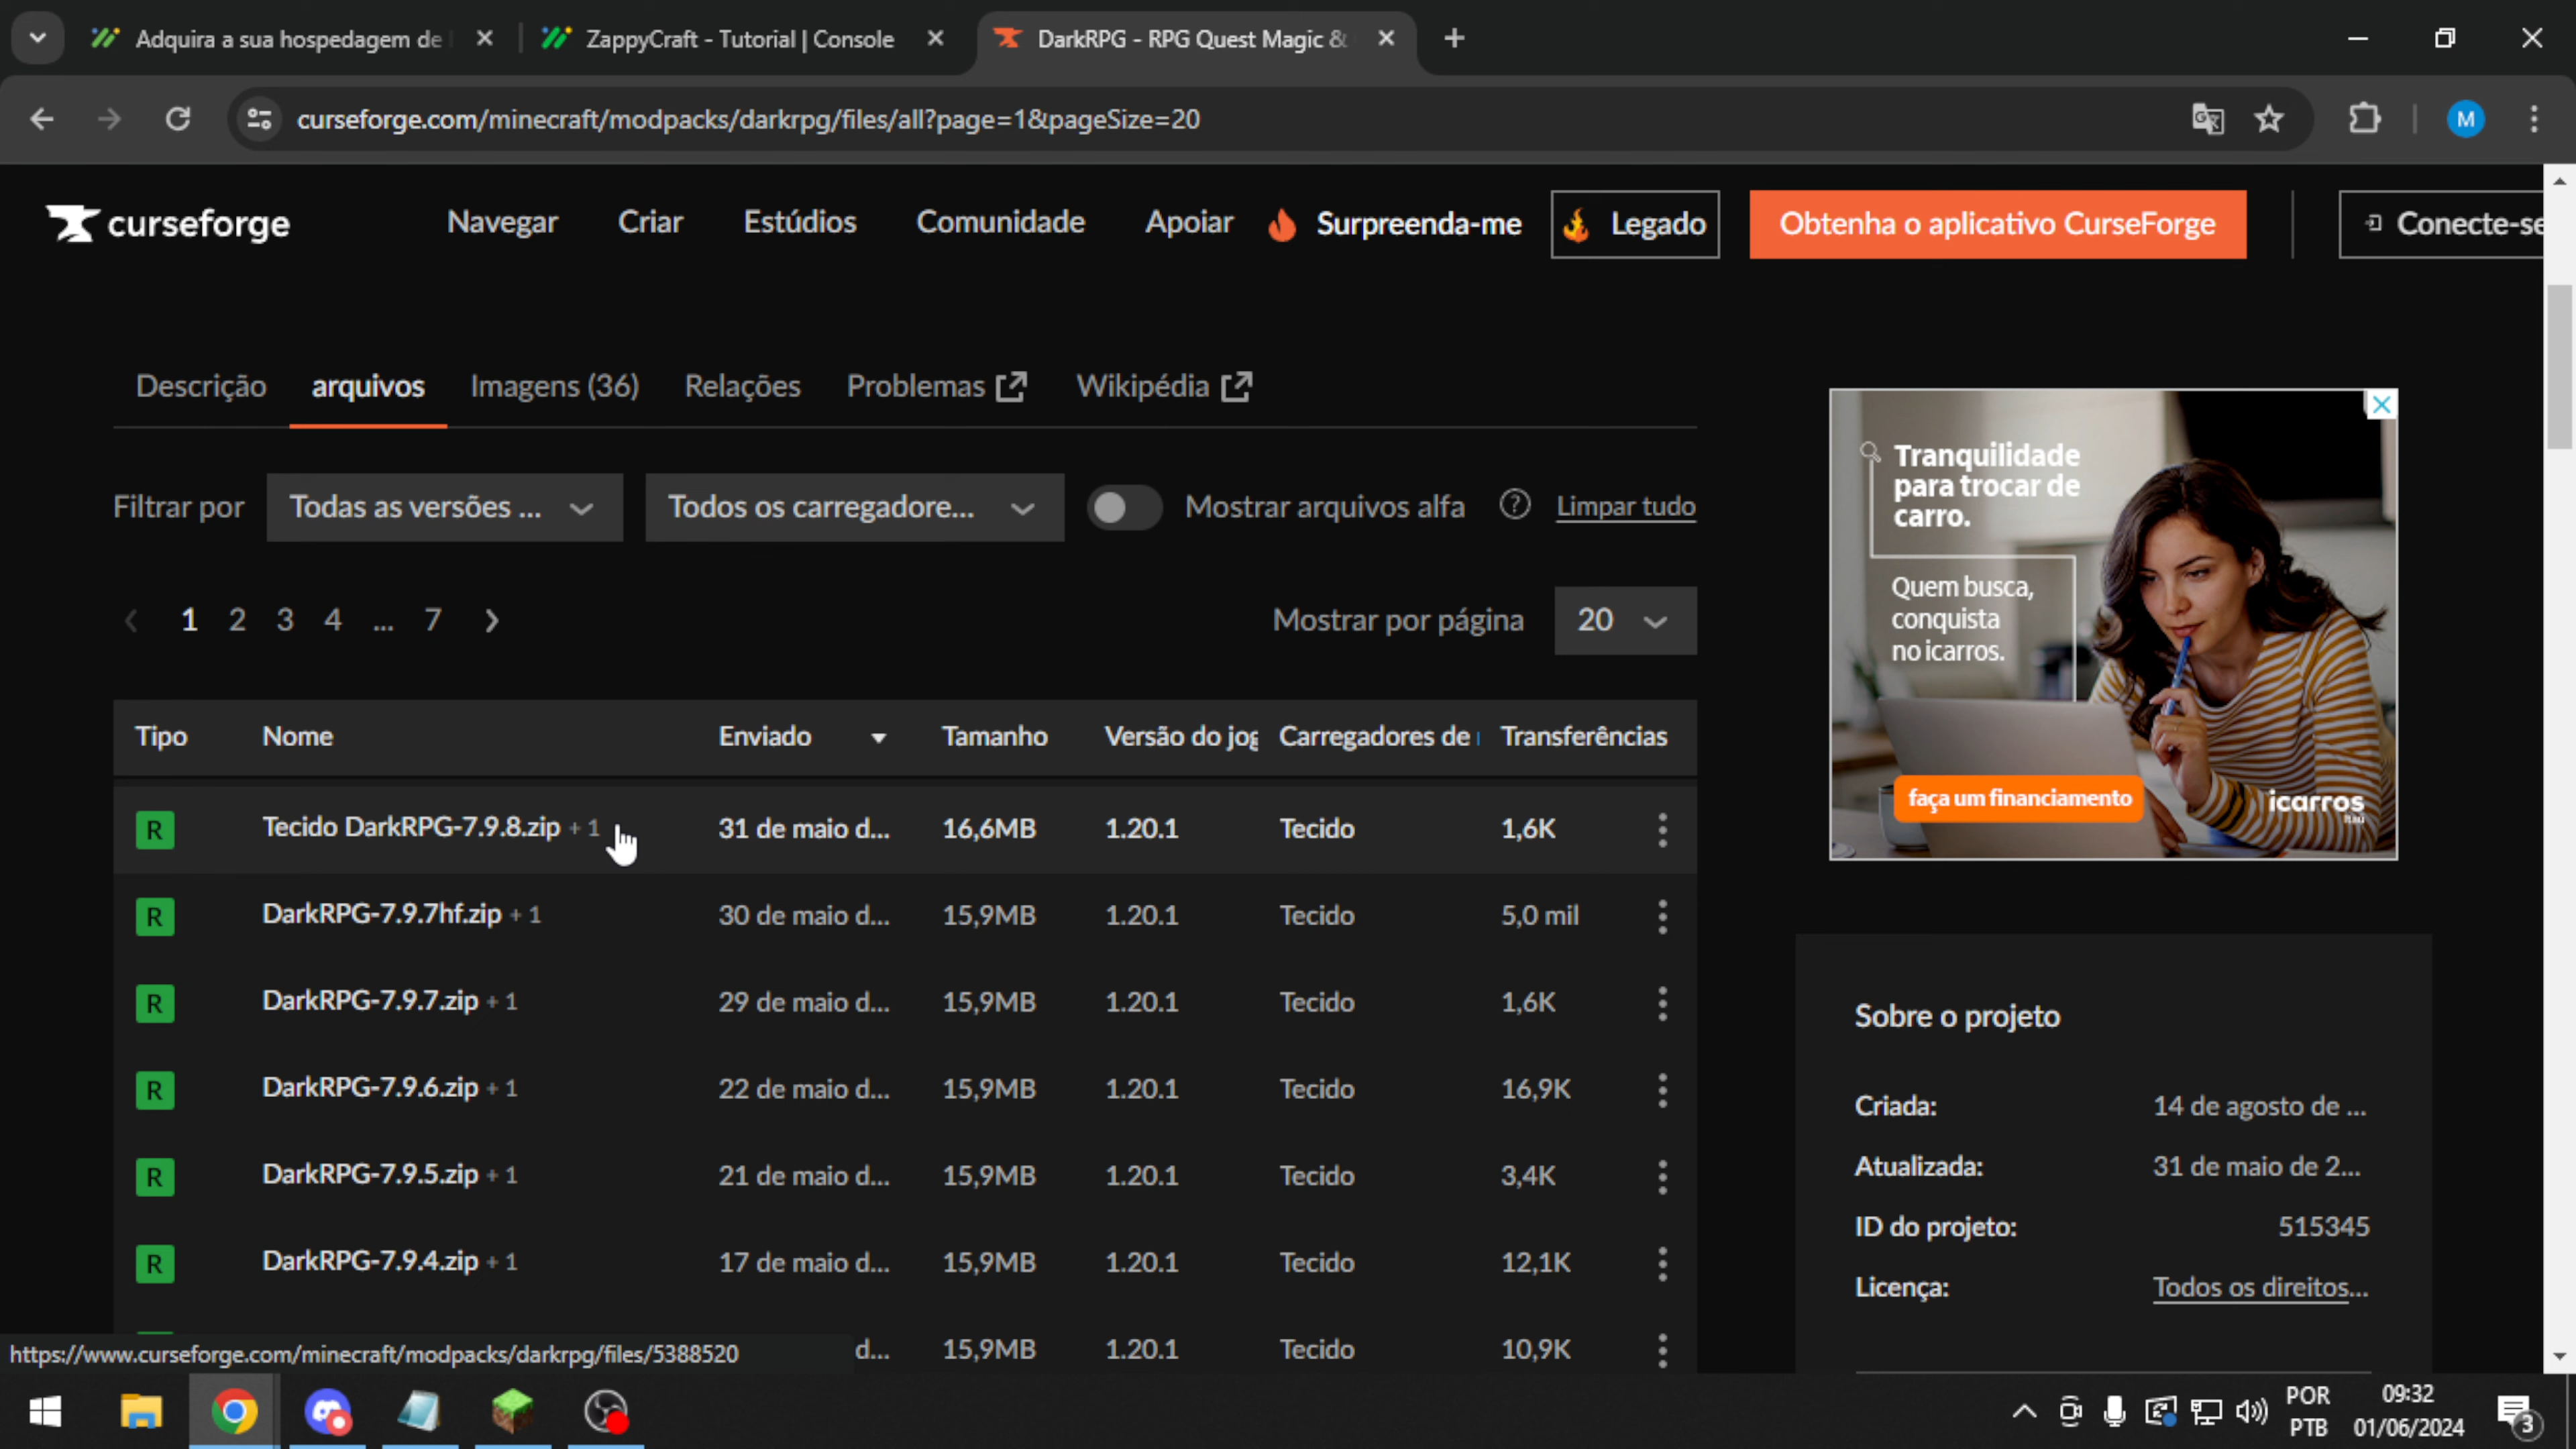 Adquira a sua hospedagem de
ZappyCraft - Tutorial | Console
DarkRPG - RPG Quest Magic &
curseforge.com/minecraft/modpacks/darkrpg/files/all?page=1&pageSize=20
M
curseforge
Navegar
Criar
Estúdios
Comunidade
Apoiar
Surpreenda-me
Legado
Obtenha o aplicativo CurseForge
Conecte-se
Descrição
arquivos
Imagens (36)
Relações
Problemas
Wikipédia
Filtrar por
Todas as versões ...
Todos os carregadore...
Mostrar arquivos alfa
Limpar tudo
1 2 3 4 ... 7
Mostrar por página
20
Tipo Nome Enviado Tamanho Versão do jog Carregadores de Transferências
R Tecido DarkRPG-7.9.8.zip + 1 31 de maio d... 16,6MB 1.20.1 Tecido 1,6K
R DarkRPG-7.9.7hf.zip + 1 30 de maio d... 15,9MB 1.20.1 Tecido 5,0 mil
R DarkRPG-7.9.7.zip + 1 29 de maio d... 15,9MB 1.20.1 Tecido 1,6K
R DarkRPG-7.9.6.zip + 1 22 de maio d... 15,9MB 1.20.1 Tecido 16,9K
R DarkRPG-7.9.5.zip + 1 21 de maio d... 15,9MB 1.20.1 Tecido 3,4K
R DarkRPG-7.9.4.zip + 1 17 de maio d... 15,9MB 1.20.1 Tecido 12,1K
d... 15,9MB 1.20.1 Tecido 10,9K
Tranquilidade
para trocar de
carro.
Quem busca,
conquista
no icarros.
faça um financiamento
icarros
Itaú
Sobre o projeto
Criada: 14 de agosto de ...
Atualizada: 31 de maio de 2...
ID do projeto: 515345
Licença: Todos os direitos...
https://www.curseforge.com/minecraft/modpacks/darkrpg/files/5388520
POR
PTB
09:32
01/06/2024
3